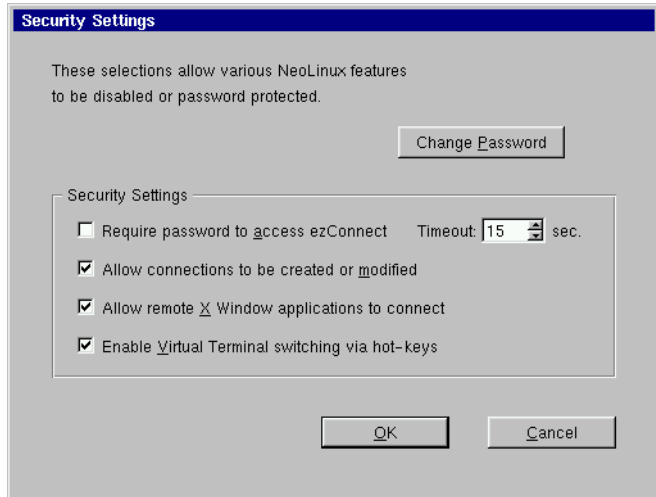 Security Settings
These selections allow various NeoLinux features
to be disabled or password protected.
Change Password
Security Settings
Require password to access ezConnect Timeout: 15 sec.
Allow connections to be created or modified
Allow remote X Window applications to connect
Enable Virtual Terminal switching via hot-keys
OK Cancel